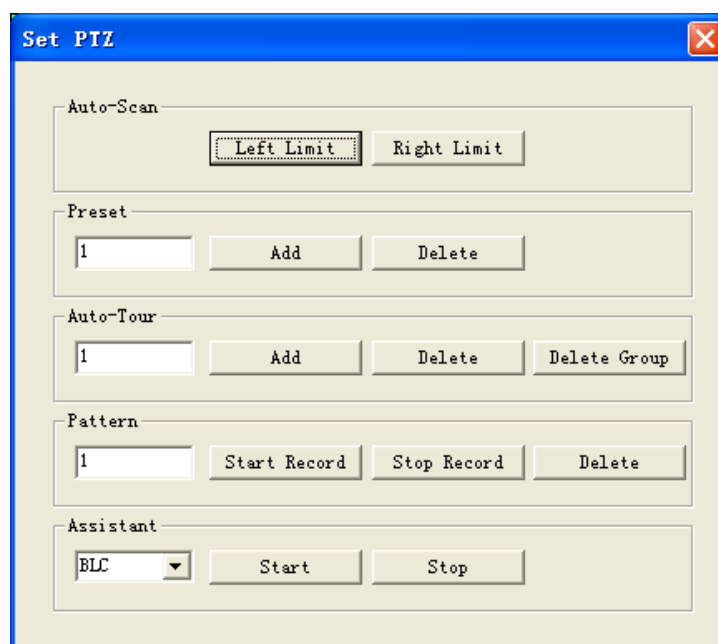 Set PTZ
Auto-Scan
Left Limit Right Limit
Preset
1 Add Delete
Auto-Tour
1 Add Delete Delete Group
Pattern
1 Start Record Stop Record Delete
Assistant
BLC Start Stop